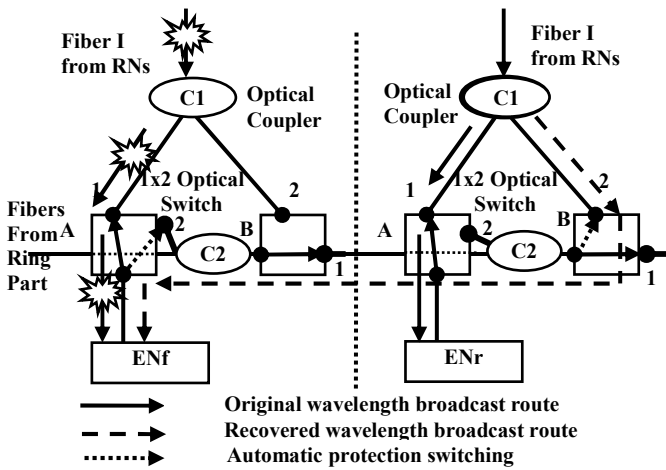 Fiber I
from RNs
C1
Optical
Coupler
1
1x2 Optical
Switch
2
Fibers
From
Ring
Part
A
2
C2
B
1
ENf
Fiber I
from RNs
C1
Optical
Coupler
1
1x2 Optical
Switch
2
A
2
C2
B
1
ENr
Original wavelength broadcast route
Recovered wavelength broadcast route
Automatic protection switching